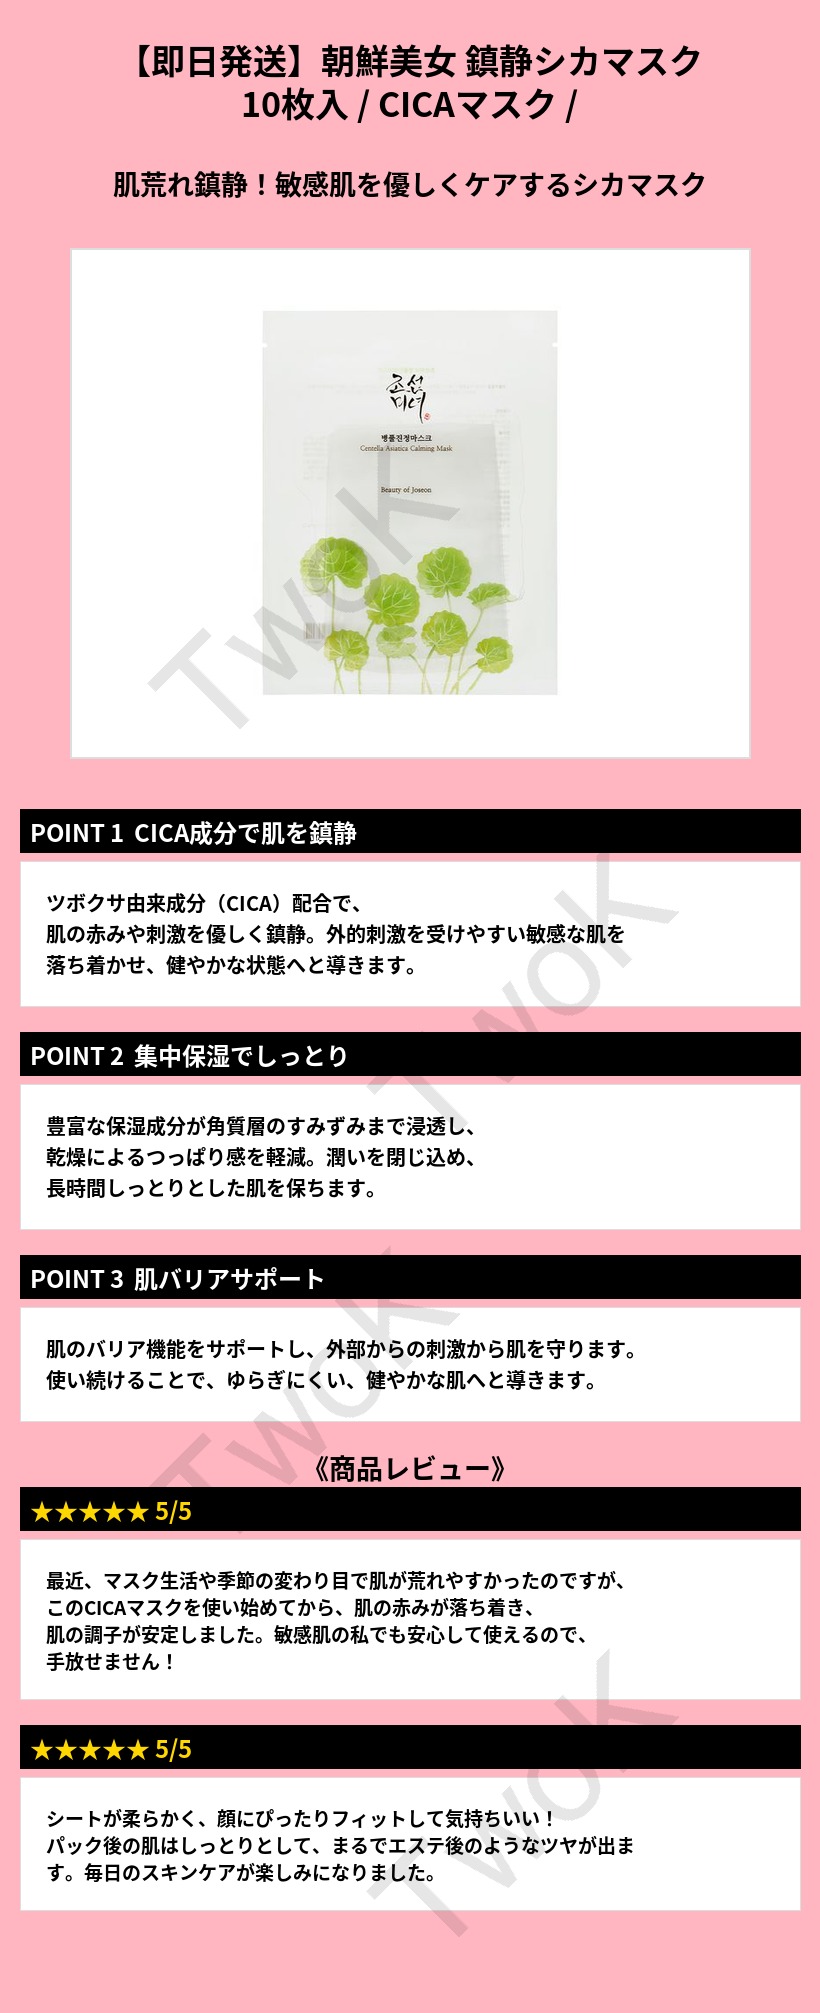 【即日発送】朝鮮美女 鎮静シカマスク
10枚入 / CICAマスク /
肌荒れ鎮静！敏感肌を優しくケアするシカマスク
조선
미녀
병풀진정마스크
Centella Asiatica Calming Mask
Beauty of Joseon
TwoK
POINT 1 CICA成分で肌を鎮静
ツボクサ由来成分（CICA）配合で、
肌の赤みや刺激を優しく鎮静。外的刺激を受けやすい敏感な肌を
落ち着かせ、健やかな状態へと導きます。
TwoK
POINT 2 集中保湿でしっとり
豊富な保湿成分が角質層のすみずみまで浸透し、
乾燥によるつっぱり感を軽減。潤いを閉じ込め、
長時間しっとりとした肌を保ちます。
POINT 3 肌バリアサポート
肌のバリア機能をサポートし、外部からの刺激から肌を守ります。
使い続けることで、ゆらぎにくい、健やかな肌へと導きます。
TwoK
《商品レビュー》
★★★★★ 5/5
最近、マスク生活や季節の変わり目で肌が荒れやすかったのですが、
このCICAマスクを使い始めてから、肌の赤みが落ち着き、
肌の調子が安定しました。敏感肌の私でも安心して使えるので、
手放せません！
★★★★★ 5/5
シートが柔らかく、顔にぴったりフィットして気持ちいい！
パック後の肌はしっとりとして、まるでエステ後のようなツヤが出ま
す。毎日のスキンケアが楽しみになりました。
TwoK